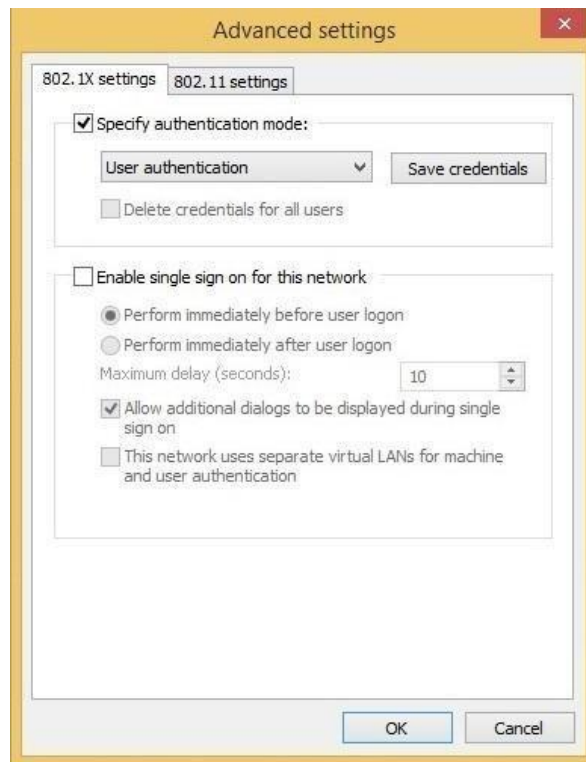 Advanced settings
802.1X settings
802.11 settings
Specify authentication mode:
User authentication
Save credentials
Delete credentials for all users
Enable single sign on for this network
Perform immediately before user logon
Perform immediately after user logon
Maximum delay (seconds):
10
Allow additional dialogs to be displayed during single
sign on
This network uses separate virtual LANs for machine
and user authentication
OK
Cancel